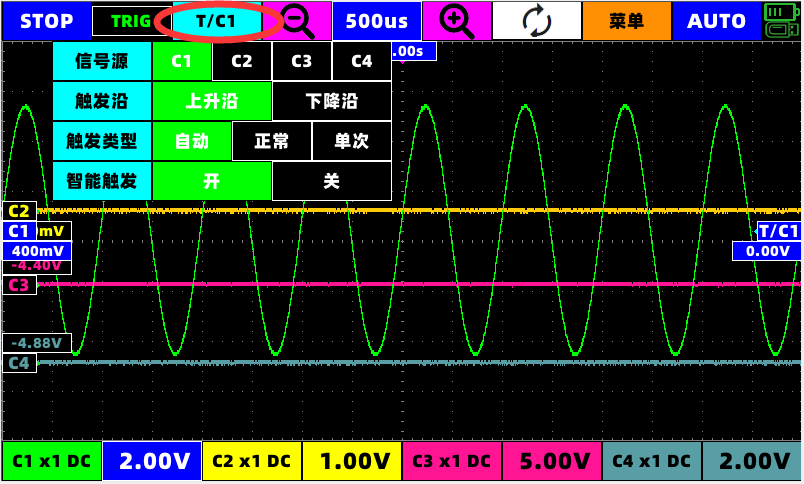 STOP TRIG T/C1 500us 菜单 AUTO
.00s
信号源 C1 C2 C3 C4
触发沿 上升沿 下降沿
触发类型 自动 正常 单次
智能触发 开 关
C2
C1 mV T/C1
400mV 0.00V
-4.40V
C3
-4.88V
C4
C1 x1 DC 2.00V C2 x1 DC 1.00V C3 x1 DC 5.00V C4 x1 DC 2.00V